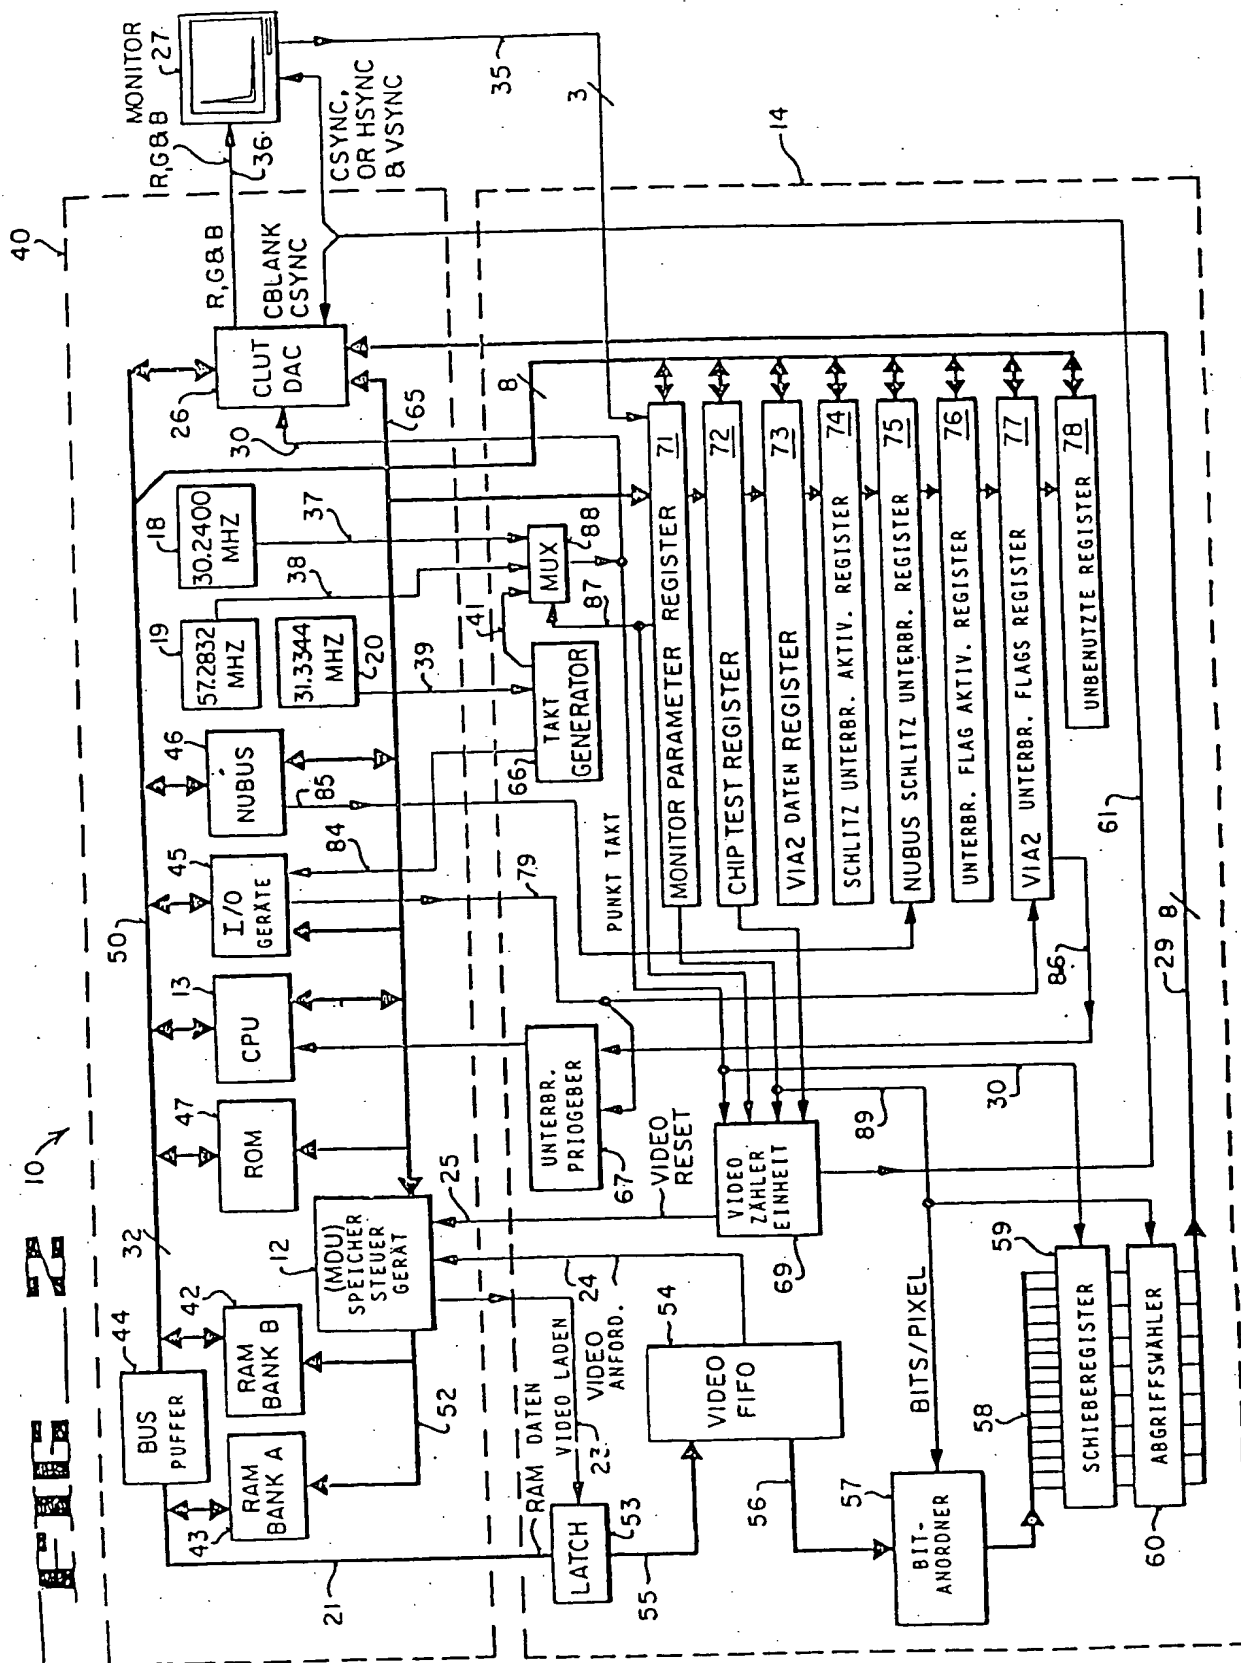 FIG. 2
10
40
44
BUS
PUFFER
32
50
43
RAM
BANK A
42
RAM
BANK B
47
ROM
13
CPU
45
I/O
GERÄTE
46
NUBUS
85
84
79
19
57.2832
MHZ
18
30.2400
MHZ
31.3344
MHZ
20
38
37
39
26
CLUT
DAC
30
65
R,G&B
CBLANK
CSYNC
R,G&B
36
MONITOR
27
CSYNC,
OR HSYNC
& VSYNC
35
3
14
12
(MDU)
SPEICHER
STEUER
GERÄT
52
21
RAM DATEN
VIDEO LADEN
23
VIDEO
ANFORD.
24
25
VIDEO
RESET
LATCH
53
55
VIDEO
FIFO
54
56
57
BIT-
ANORDNER
BITS/PIXEL
58
59
SCHIEBEREGISTER
60
ABGRIFFSWÄHLER
UNTERBR.
PRIOGEBER
67
VIDEO
ZÄHLER
EINHEIT
69
89
30
86
TAKT
GENERATOR
66
41
MUX
88
87
PUNKT TAKT
8
MONITOR PARAMETER REGISTER 71
CHIP TEST REGISTER 72
VIA2 DATEN REGISTER 73
SCHLITZ UNTERBR. AKTIV. REGISTER 74
NUBUS SCHLITZ UNTERBR. REGISTER 75
UNTERBR. FLAG AKTIV. REGISTER 76
VIA2 UNTERBR. FLAGS REGISTER 77
UNBENUTZTE REGISTER 78
61
29
8